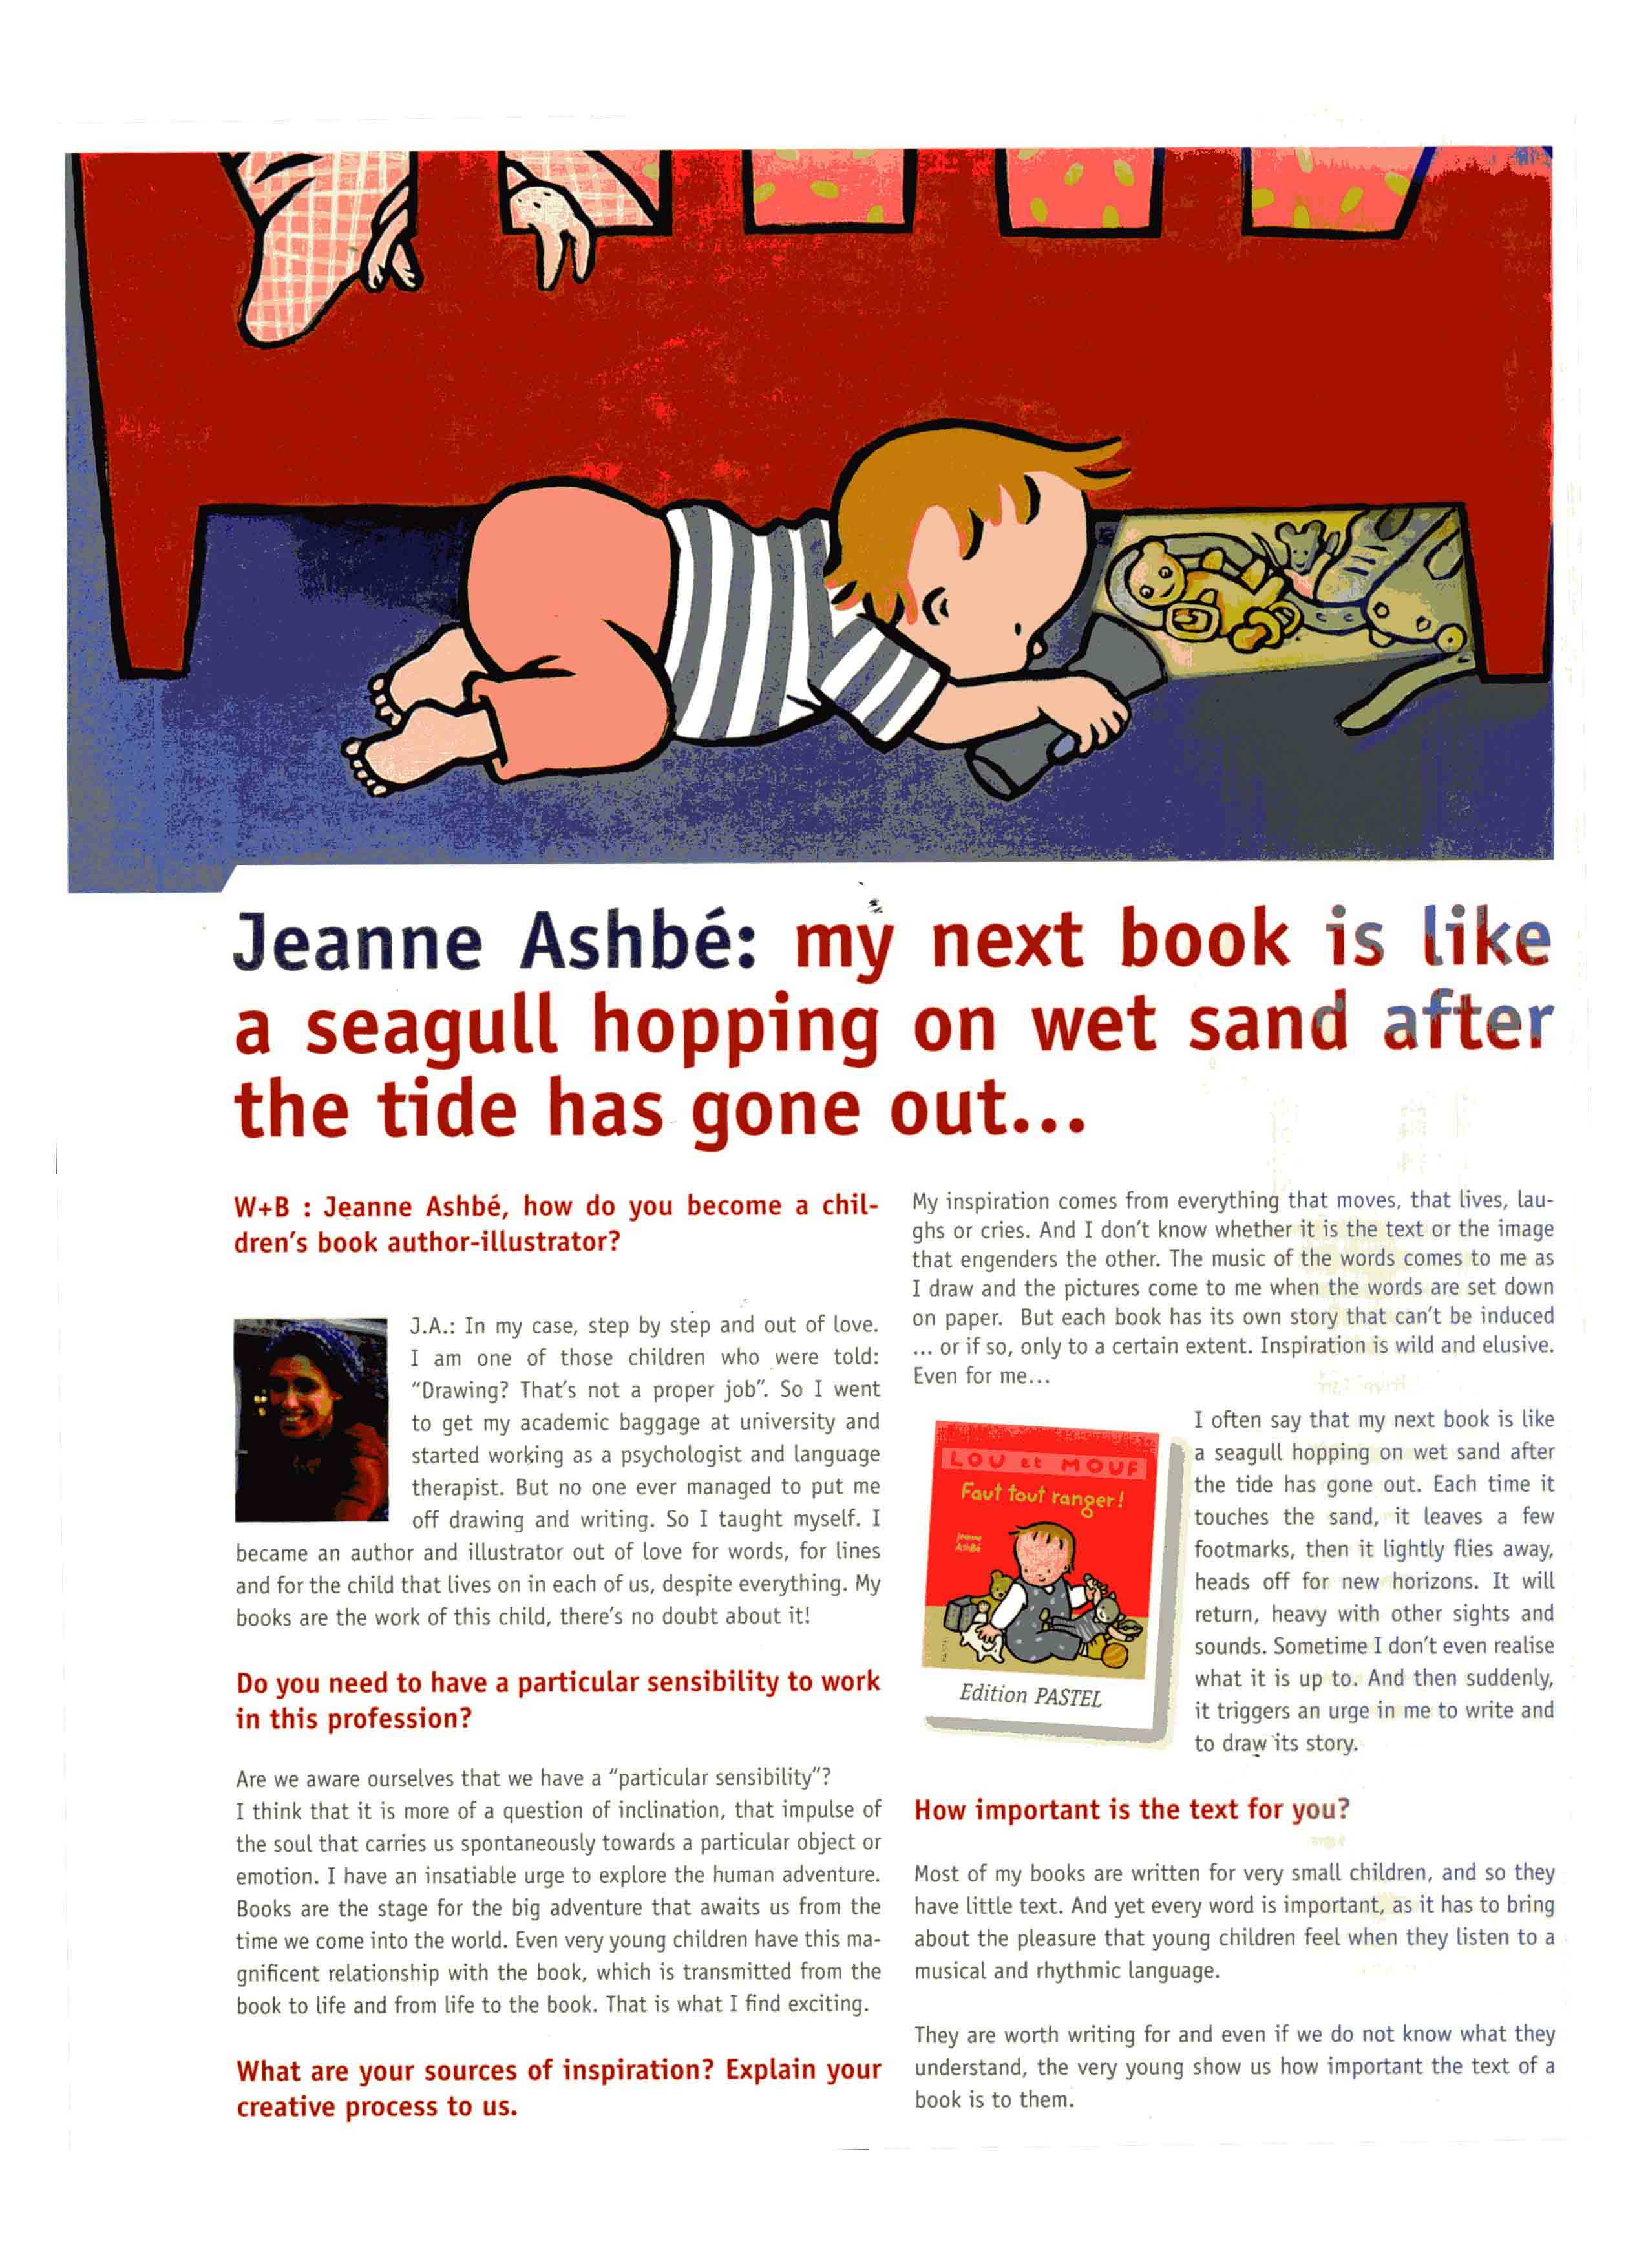 Jeanne Ashbé: my next book is like
a seagull hopping on wet sand after
the tide has gone out...
W+B : Jeanne Ashbé, how do you become a chil-
dren's book author-illustrator?
J.A.: In my case, step by step and out of love.
I am one of those children who were told:
"Drawing? That's not a proper job". So I went
to get my academic baggage at university and
started working as a psychologist and language
therapist. But no one ever managed to put me
off drawing and writing. So I taught myself. I
became an author and illustrator out of love for words, for lines
and for the child that lives on in each of us, despite everything. My
books are the work of this child, there's no doubt about it!
Do you need to have a particular sensibility to work
in this profession?
Are we aware ourselves that we have a "particular sensibility"?
I think that it is more of a question of inclination, that impulse of
the soul that carries us spontaneously towards a particular object or
emotion. I have an insatiable urge to explore the human adventure.
Books are the stage for the big adventure that awaits us from the
time we come into the world. Even very young children have this ma-
gnificent relationship with the book, which is transmitted from the
book to life and from life to the book. That is what I find exciting.
What are your sources of inspiration? Explain your
creative process to us.
My inspiration comes from everything that moves, that lives, lau-
ghs or cries. And I don't know whether it is the text or the image
that engenders the other. The music of the words comes to me as
I draw and the pictures come to me when the words are set down
on paper. But each book has its own story that can't be induced
... or if so, only to a certain extent. Inspiration is wild and elusive.
Even for me...
LOU et MOUF
Faut tout ranger!
Jeanne
Ashbé
PASTEL
Edition PASTEL
I often say that my next book is like
a seagull hopping on wet sand after
the tide has gone out. Each time it
touches the sand, it leaves a few
footmarks, then it lightly flies away,
heads off for new horizons. It will
return, heavy with other sights and
sounds. Sometime I don't even realise
what it is up to. And then suddenly,
it triggers an urge in me to write and
to draw its story.
How important is the text for you?
Most of my books are written for very small children, and so they
have little text. And yet every word is important, as it has to bring
about the pleasure that young children feel when they listen to a
musical and rhythmic language.
They are worth writing for and even if we do not know what they
understand, the very young show us how important the text of a
book is to them.